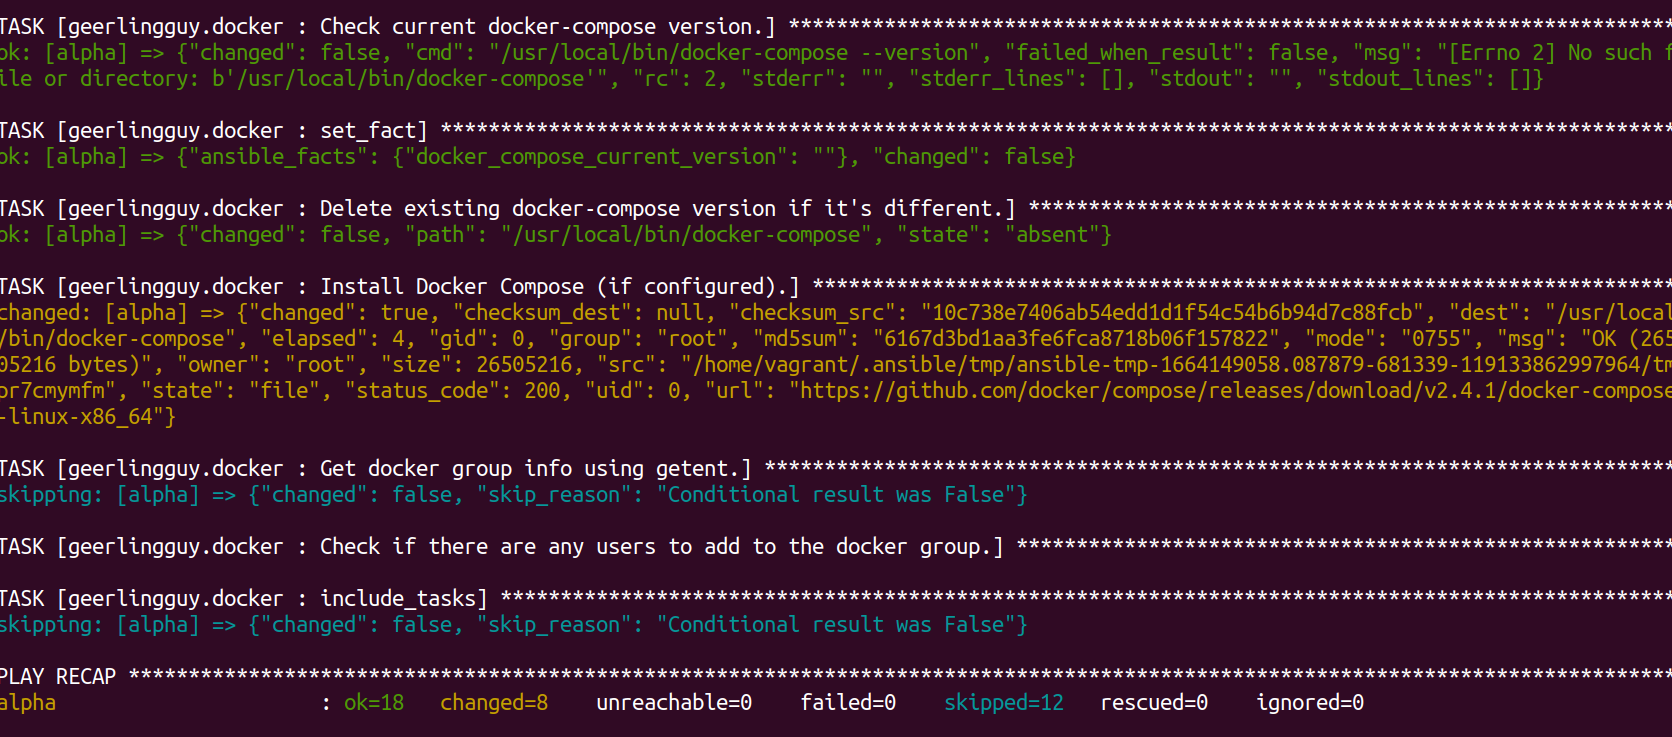 TASK [geerlingguy.docker : Check current docker-compose version.] **************************************************************************
ok: [alpha] => {"changed": false, "cmd": "/usr/local/bin/docker-compose --version", "failed_when_result": false, "msg": "[Errno 2] No such f
ile or directory: b'/usr/local/bin/docker-compose'", "rc": 2, "stderr": "", "stderr_lines": [], "stdout": "", "stdout_lines": []}
TASK [geerlingguy.docker : set_fact] *******************************************************************************************************
ok: [alpha] => {"ansible_facts": {"docker_compose_current_version": ""}, "changed": false}
TASK [geerlingguy.docker : Delete existing docker-compose version if it's different.] ******************************************************
ok: [alpha] => {"changed": false, "path": "/usr/local/bin/docker-compose", "state": "absent"}
TASK [geerlingguy.docker : Install Docker Compose (if configured).] ************************************************************************
changed: [alpha] => {"changed": true, "checksum_dest": null, "checksum_src": "10c738e7406ab54edd1d1f54c54b6b94d7c88fcb", "dest": "/usr/local
/bin/docker-compose", "elapsed": 4, "gid": 0, "group": "root", "md5sum": "6167d3bd1aa3fe6fca8718b06f157822", "mode": "0755", "msg": "OK (265
05216 bytes)", "owner": "root", "size": 26505216, "src": "/home/vagrant/.ansible/tmp/ansible-tmp-1664149058.087879-681339-119133862997964/tm
or7cmymfm", "state": "file", "status_code": 200, "uid": 0, "url": "https://github.com/docker/compose/releases/download/v2.4.1/docker-compose
-linux-x86_64"}
TASK [geerlingguy.docker : Get docker group info using getent.] ****************************************************************************
skipping: [alpha] => {"changed": false, "skip_reason": "Conditional result was False"}
TASK [geerlingguy.docker : Check if there are any users to add to the docker group.] *******************************************************
TASK [geerlingguy.docker : include_tasks] **************************************************************************************************
skipping: [alpha] => {"changed": false, "skip_reason": "Conditional result was False"}
PLAY RECAP *********************************************************************************************************************************
alpha : ok=18 changed=8 unreachable=0 failed=0 skipped=12 rescued=0 ignored=0